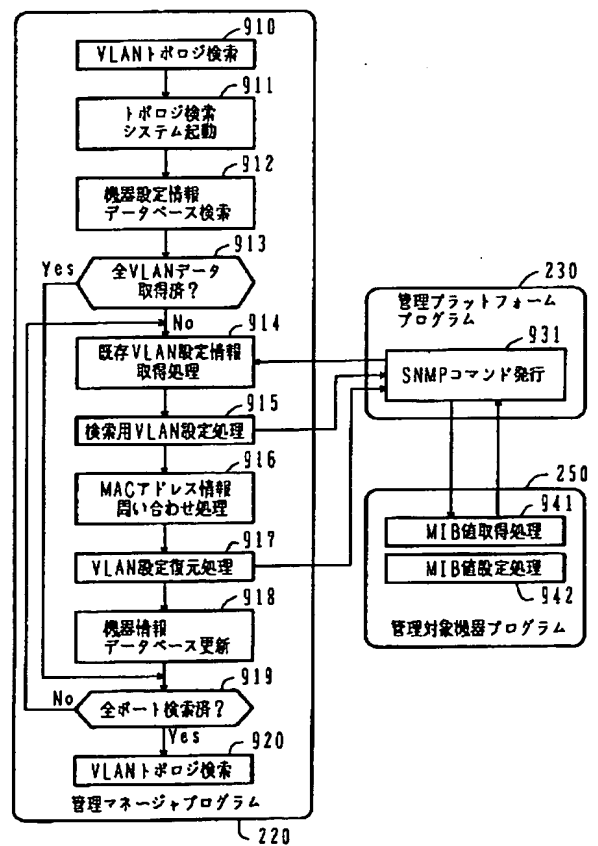 910
VLANトポロジ検索
911
トポロジ検索
システム起動
912
機器設定情報
データベース検索
913
Yes
全VLANデータ
取得済?
No
914
既存VLAN設定情報
取得処理
915
検索用VLAN設定処理
916
MACアドレス情報
問い合わせ処理
917
VLAN設定復元処理
918
機器情報
データベース更新
919
No
全ポート検索済?
Yes
920
VLANトポロジ検索
管理マネージャプログラム
220
230
管理プラットフォーム
プログラム
931
SNMPコマンド発行
250
941
MIB値取得処理
MIB値設定処理
942
管理対象機器プログラム